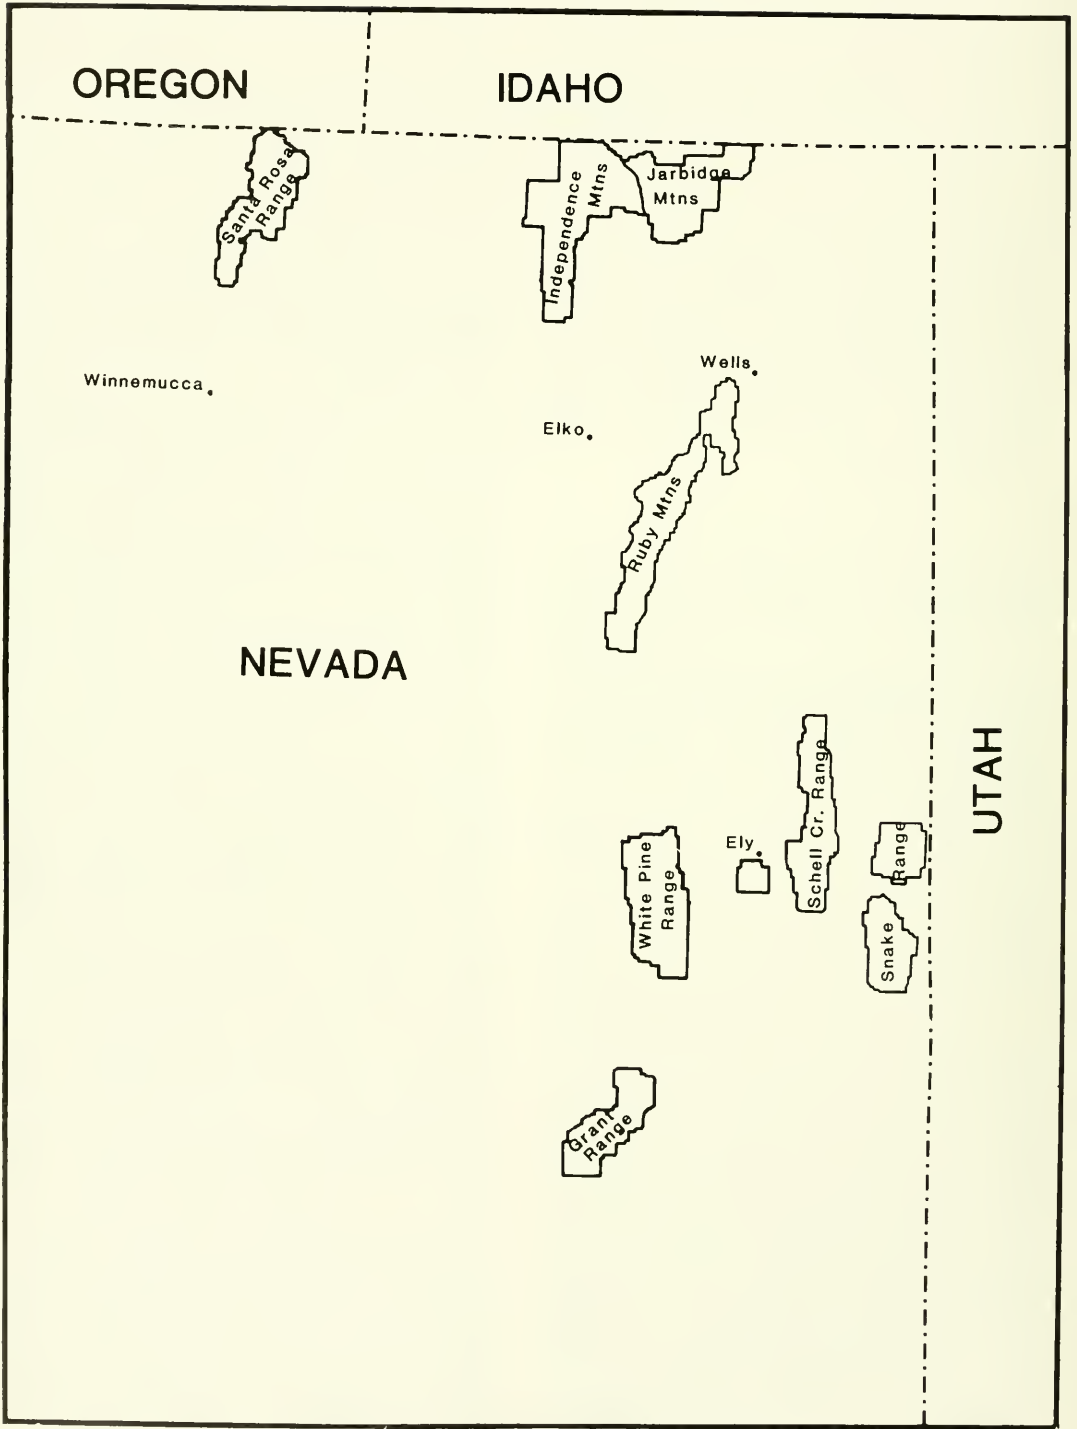 OREGON
IDAHO
Santa Rosa
Range
Independence
Mtns
Jarbidge
Mtns
Wells
Winnemucca
Elko
Ruby Mtns
NEVADA
UTAH
Schell Cr. Range
Ely
White Pine
Range
Range
Snake
Grant
Range